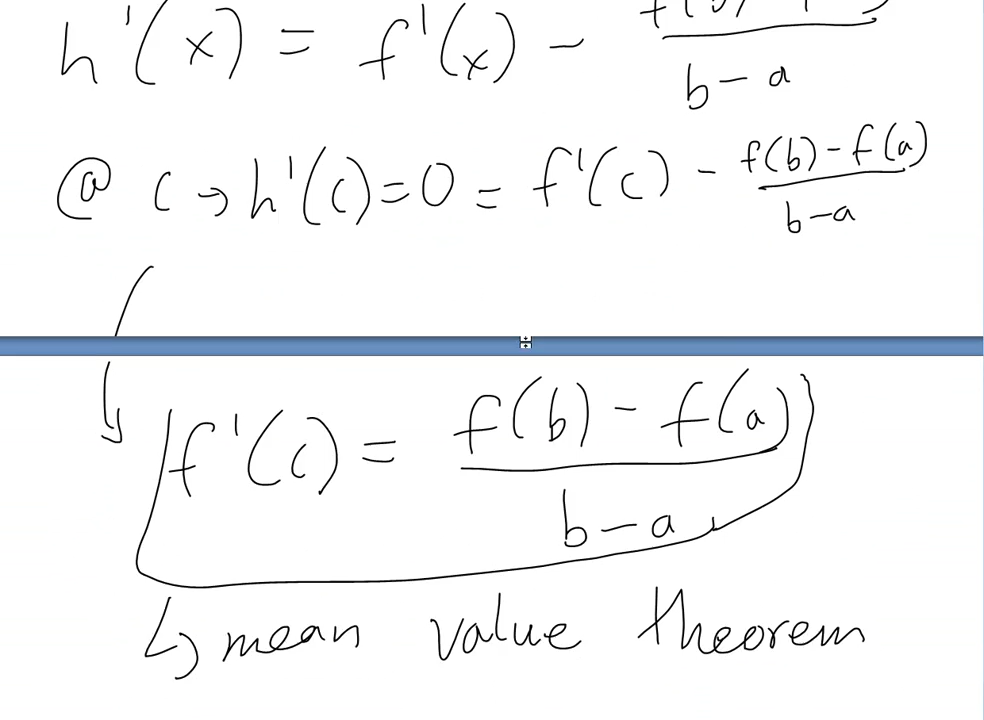 h'(x) = f'(x) -
b - a
@ c → h'(c) = 0 = f'(c) - f(b) - f(a)
b - a
f'(c) = f(b) - f(a)
b - a
↳ mean value theorem